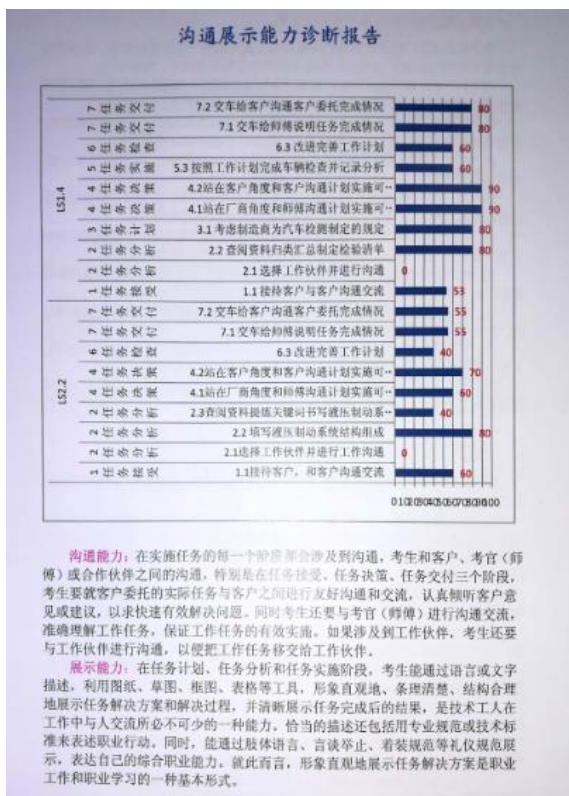 沟通展示能力诊断报告
LS1.4
7 任务交付 7.2 交车给客户沟通客户委托完成情况 80
7 任务交付 7.1 交车给师傅说明任务完成情况 80
6 任务检查 6.3 改进完善工作计划 60
5 任务实施 5.3 按照工作计划完成车辆检查并记录分析 60
4 任务决策 4.2站在客户角度和客户沟通计划实施可… 90
4 任务决策 4.1站在厂商角度和师傅沟通计划实施可… 90
3 任务计划 3.1 考虑制造商为汽车检测制定的规定 80
2 任务分析 2.2 查阅资料归类汇总制定检验清单 80
2 任务分析 2.1 选择工作伙伴并进行沟通 0
1 任务接受 1.1 接待客户与客户沟通交流 53
LS2.2
7 任务交付 7.2 交车给客户沟通客户委托完成情况 55
7 任务交付 7.1 交车给师傅说明任务完成情况 55
6 任务检查 6.3 改进完善工作计划 40
4 任务决策 4.2站在客户角度和客户沟通计划实施可… 70
4 任务决策 4.1站在厂商角度和师傅沟通计划实施可… 60
2 任务分析 2.3查阅资料提炼关键词书写液压制动系… 40
2 任务分析 2.2 填写液压制动系统结构组成 80
2 任务分析 2.1选择工作伙伴并进行工作沟通 0
1 任务接受 1.1接待客户，和客户沟通交流 60
0 10 20 30 40 50 60 70 80 90 100
沟通能力：在实施任务的每一个阶段都会涉及到沟通，考生和客户、考官（师
傅）或合作伙伴之间的沟通，特别是在任务接受、任务决策、任务交付三个阶段，
考生要就客户委托的实际任务与客户之间进行友好沟通和交流，认真倾听客户意
见或建议，以求快速有效解决问题。同时考生还要与考官（师傅）进行沟通交流，
准确理解工作任务，保证工作任务的有效实施。如果涉及到工作伙伴，考生还要
与工作伙伴进行沟通，以便把工作任务移交给工作伙伴。
展示能力：在任务计划、任务分析和任务实施阶段，考生能通过语言或文字
描述，利用图纸、草图、框图、表格等工具，形象直观地、条理清楚、结构合理
地展示任务解决方案和解决过程，并清晰展示任务完成后的结果，是技术工人在
工作中与人交流所必不可少的一种能力。恰当的描述还包括用专业规范或技术标
准来表述职业行动。同时，能通过肢体语言、言谈举止、着装规范等礼仪规范展
示，表达自己的综合职业能力。就此而言，形象直观地展示任务解决方案是职业
工作和职业学习的一种基本形式。